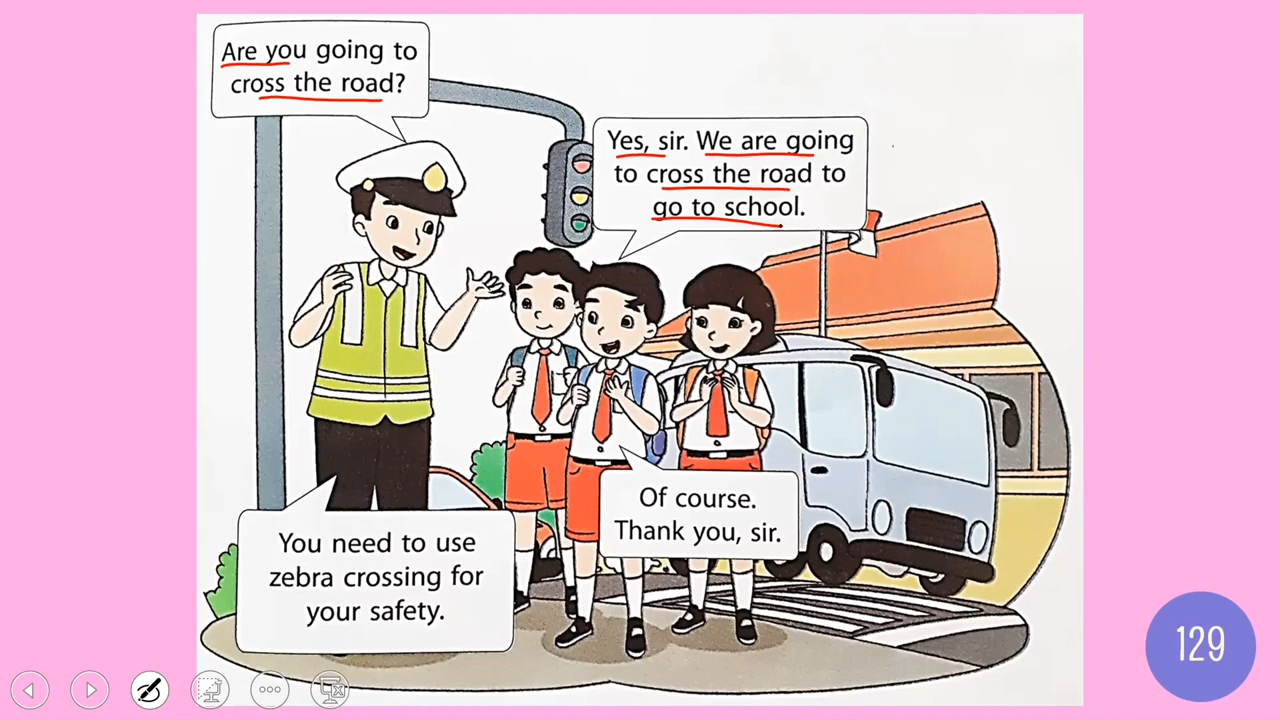 Are you going to
cross the road?
Yes, sir. We are going
to cross the road to
go to school.
You need to use
zebra crossing for
your safety.
Of course.
Thank you, sir.
129